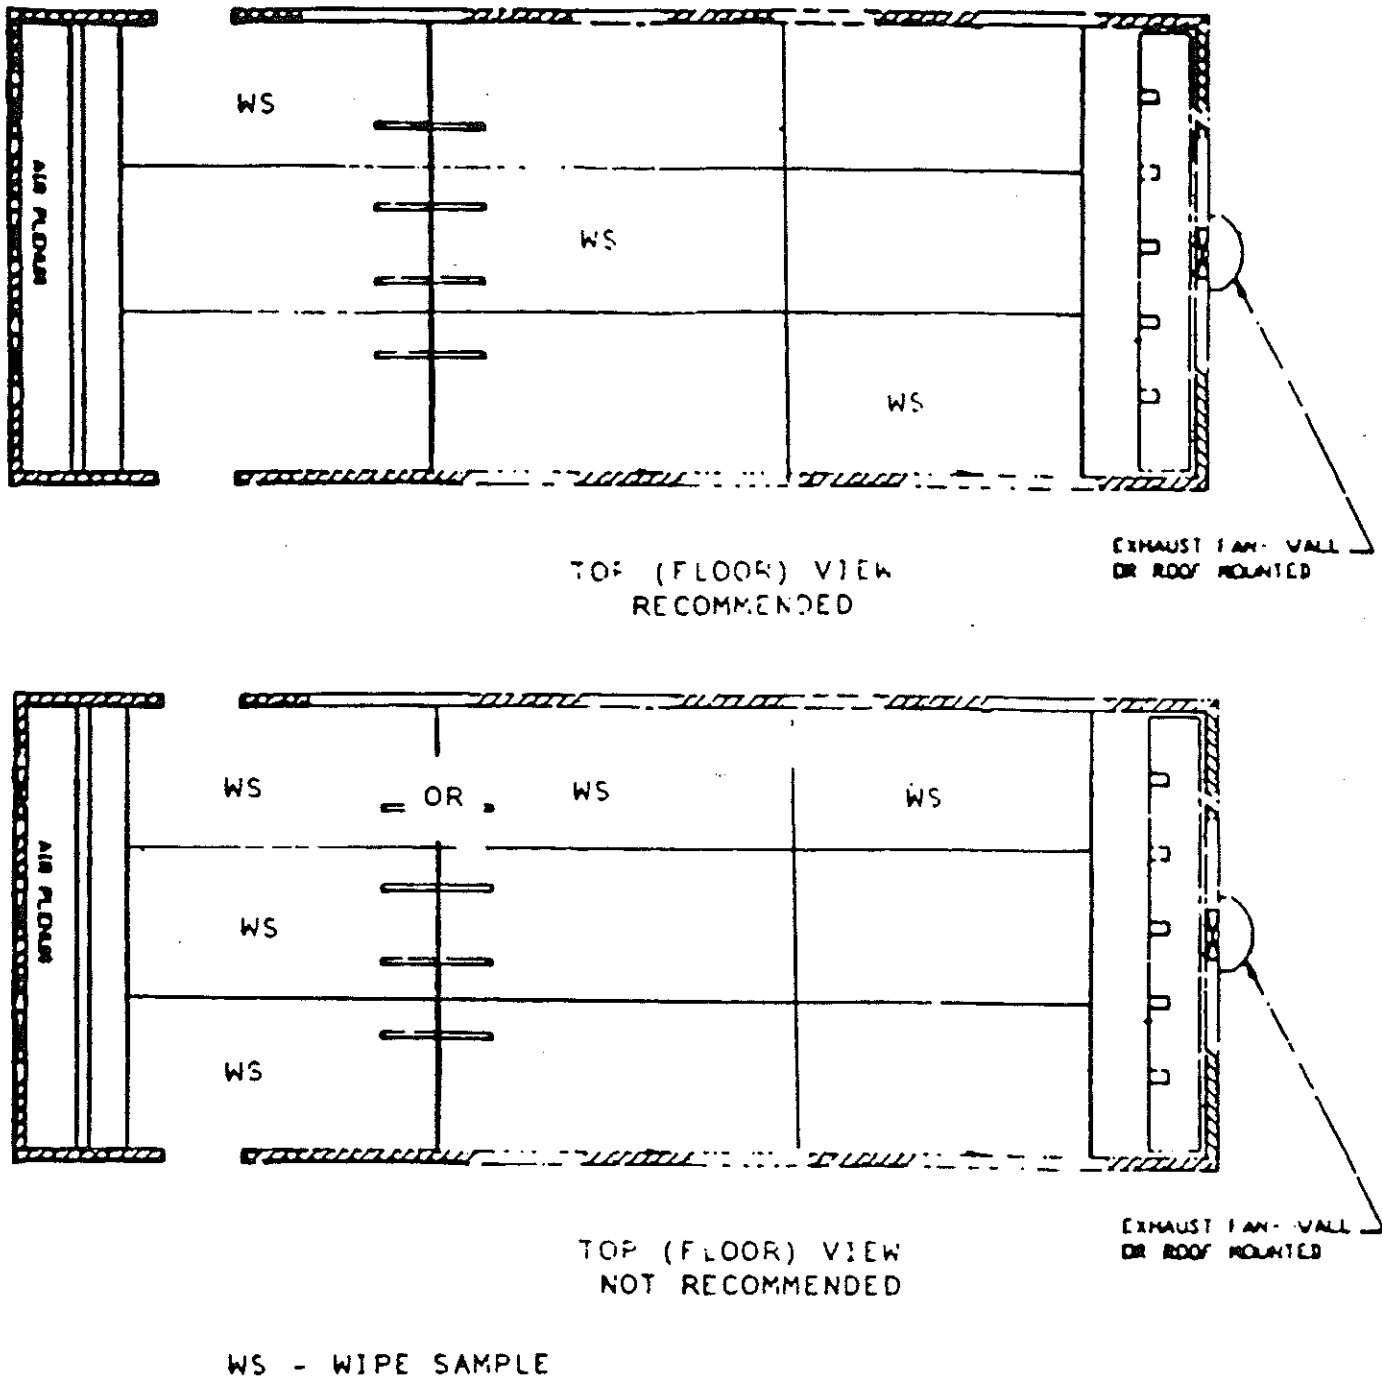 WS
AIR PLENUM
WS
WS
EXHAUST FAN- WALL
OR ROOF MOUNTED
TOP (FLOOR) VIEW
RECOMMENDED
WS
OR
WS
WS
AIR PLENUM
WS
WS
EXHAUST FAN- WALL
OR ROOF MOUNTED
TOP (FLOOR) VIEW
NOT RECOMMENDED
WS - WIPE SAMPLE